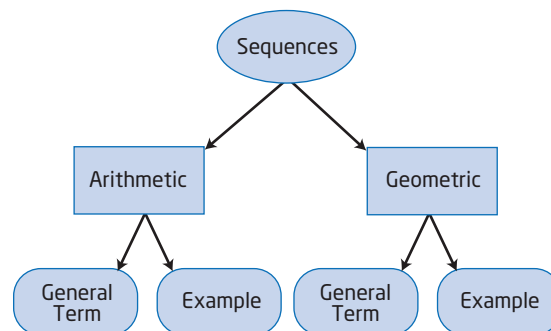 Sequences
Arithmetic
Geometric
General
Term
Example
General
Term
Example